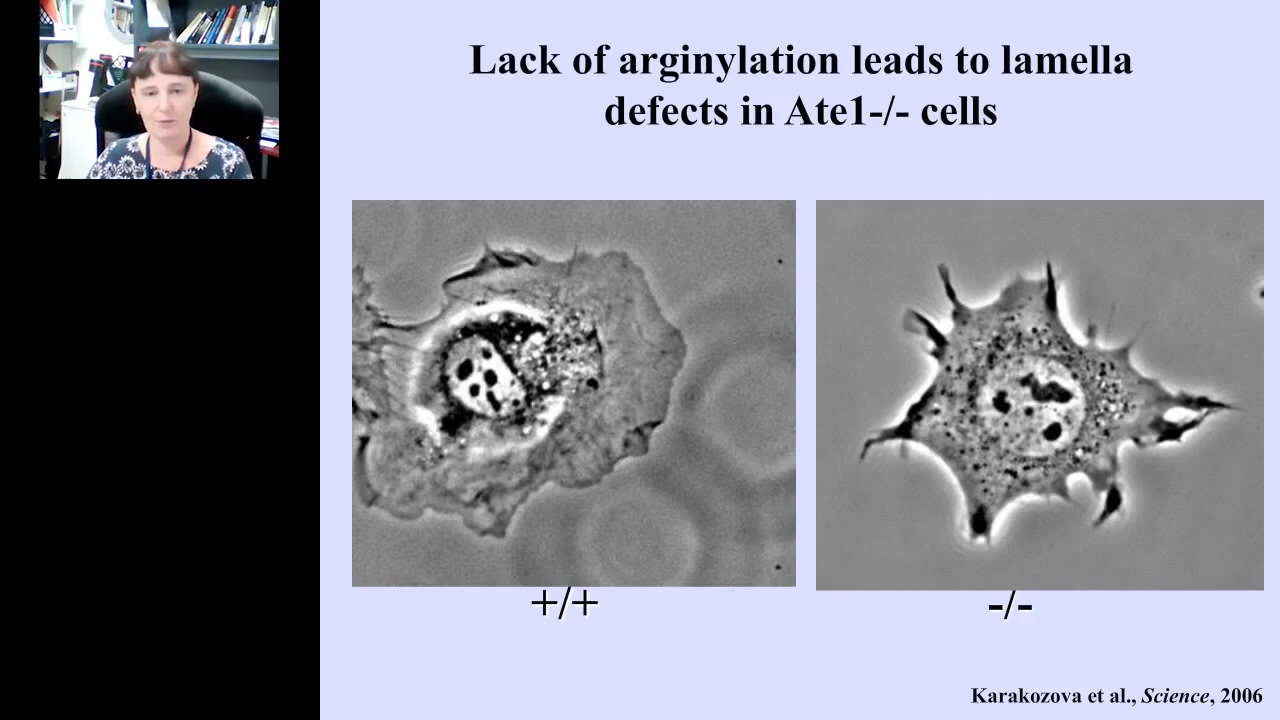 Lack of arginylation leads to lamella
defects in Ate1-/- cells
+/+
-/-
Karakozova et al., Science, 2006